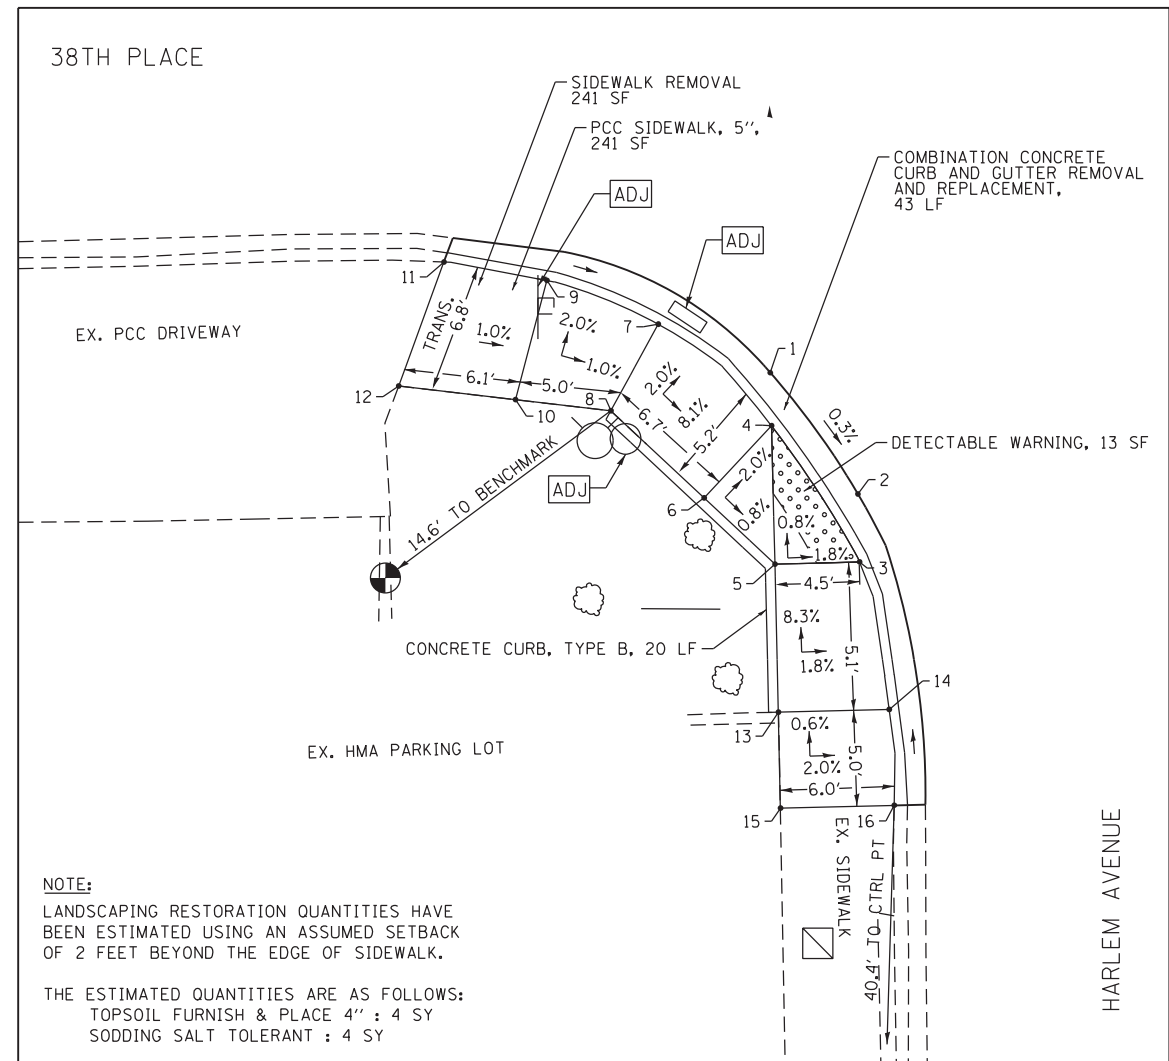 38TH PLACE
SIDEWALK REMOVAL
241 SF
PCC SIDEWALK, 5'',
241 SF
COMBINATION CONCRETE
CURB AND GUTTER REMOVAL
AND REPLACEMENT,
43 LF
ADJ
ADJ
11
9
7
1
EX. PCC DRIVEWAY
TRANS.
6.8'
1.0%
2.0%
1.0%
6.1'
5.0'
12
10
8
2.0%
8.1%
6.7'
5.2'
4
0.3%
DETECTABLE WARNING, 13 SF
2
ADJ
14.6' TO BENCHMARK
6
2.0%
0.8%
0.8%
1.8%
3
5
4.5'
8.3%
1.8%
5.1'
CONCRETE CURB, TYPE B, 20 LF
14
13
EX. HMA PARKING LOT
0.6%
2.0%
5.0'
6.0'
15
16
EX. SIDEWALK
40.4' TO CTRL PT
HARLEM AVENUE
NOTE:
LANDSCAPING RESTORATION QUANTITIES HAVE
BEEN ESTIMATED USING AN ASSUMED SETBACK
OF 2 FEET BEYOND THE EDGE OF SIDEWALK.
THE ESTIMATED QUANTITIES ARE AS FOLLOWS:
TOPSOIL FURNISH & PLACE 4'' : 4 SY
SODDING SALT TOLERANT : 4 SY